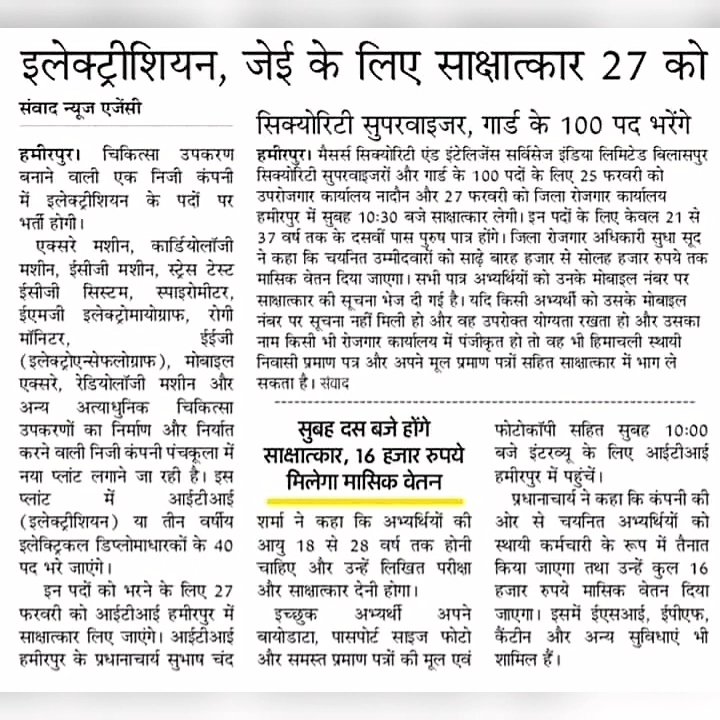 इलेक्ट्रीशियन, जेई के लिए साक्षात्कार 27 को
संवाद न्यूज एजेंसी
हमीरपुर। चिकित्सा उपकरण
बनाने वाली एक निजी कंपनी
में इलेक्ट्रीशियन के पदों पर
भर्ती होगी।
एक्सरे मशीन, कार्डियोलॉजी
मशीन, ईसीजी मशीन, स्ट्रेस टेस्ट
ईसीजी सिस्टम, स्पाइरोमीटर,
ईएमजी इलेक्ट्रोमायोग्राफ, रोगी
मॉनिटर, ईईजी
(इलेक्ट्रोएन्सेफलोग्राफ), मोबाइल
एक्सरे, रेडियोलॉजी मशीन और
अन्य अत्याधुनिक चिकित्सा
उपकरणों का निर्माण और निर्यात
करने वाली निजी कंपनी पंचकूला में
नया प्लांट लगाने जा रही है। इस
प्लांट में आईटीआई
(इलेक्ट्रीशियन) या तीन वर्षीय
इलेक्ट्रिकल डिप्लोमाधारकों के 40
पद भरे जाएंगे।
इन पदों को भरने के लिए 27
फरवरी को आईटीआई हमीरपुर में
साक्षात्कार लिए जाएंगे। आईटीआई
हमीरपुर के प्रधानाचार्य सुभाष चंद
सुबह दस बजे होंगे
साक्षात्कार, 16 हजार रुपये
मिलेगा मासिक वेतन
शर्मा ने कहा कि अभ्यर्थियों की
आयु 18 से 28 वर्ष तक होनी
चाहिए और उन्हें लिखित परीक्षा
और साक्षात्कार देनी होगा।
इच्छुक अभ्यर्थी अपने
बायोडाटा, पासपोर्ट साइज फोटो
और समस्त प्रमाण पत्रों की मूल एवं
फोटोकॉपी सहित सुबह 10:00
बजे इंटरव्यू के लिए आईटीआई
हमीरपुर में पहुंचें।
प्रधानाचार्य ने कहा कि कंपनी की
ओर से चयनित अभ्यर्थियों को
स्थायी कर्मचारी के रूप में तैनात
किया जाएगा तथा उन्हें कुल 16
हजार रुपये मासिक वेतन दिया
जाएगा। इसमें ईएसआई, ईपीएफ,
कैंटीन और अन्य सुविधाएं भी
शामिल हैं।
सिक्योरिटी सुपरवाइजर, गार्ड के 100 पद भरेंगे
हमीरपुर। मैसर्स सिक्योरिटी एंड इंटेलिजेंस सर्विसेज इंडिया लिमिटेड बिलासपुर
सिक्योरिटी सुपरवाइजरों और गार्ड के 100 पदों के लिए 25 फरवरी को
उपरोजगार कार्यालय नादौन और 27 फरवरी को जिला रोजगार कार्यालय
हमीरपुर में सुबह 10:30 बजे साक्षात्कार लेगी। इन पदों के लिए केवल 21 से
37 वर्ष तक के दसवीं पास पुरुष पात्र होंगे। जिला रोजगार अधिकारी सुधा सूद
ने कहा कि चयनित उम्मीदवारों को साढ़े बारह हजार से सोलह हजार रुपये तक
मासिक वेतन दिया जाएगा। सभी पात्र अभ्यर्थियों को उनके मोबाइल नंबर पर
साक्षात्कार की सूचना भेज दी गई है। यदि किसी अभ्यर्थी को उसके मोबाइल
नंबर पर सूचना नहीं मिली हो और वह उपरोक्त योग्यता रखता हो और उसका
नाम किसी भी रोजगार कार्यालय में पंजीकृत हो तो वह भी हिमाचली स्थायी
निवासी प्रमाण पत्र और अपने मूल प्रमाण पत्रों सहित साक्षात्कार में भाग ले
सकता है। संवाद